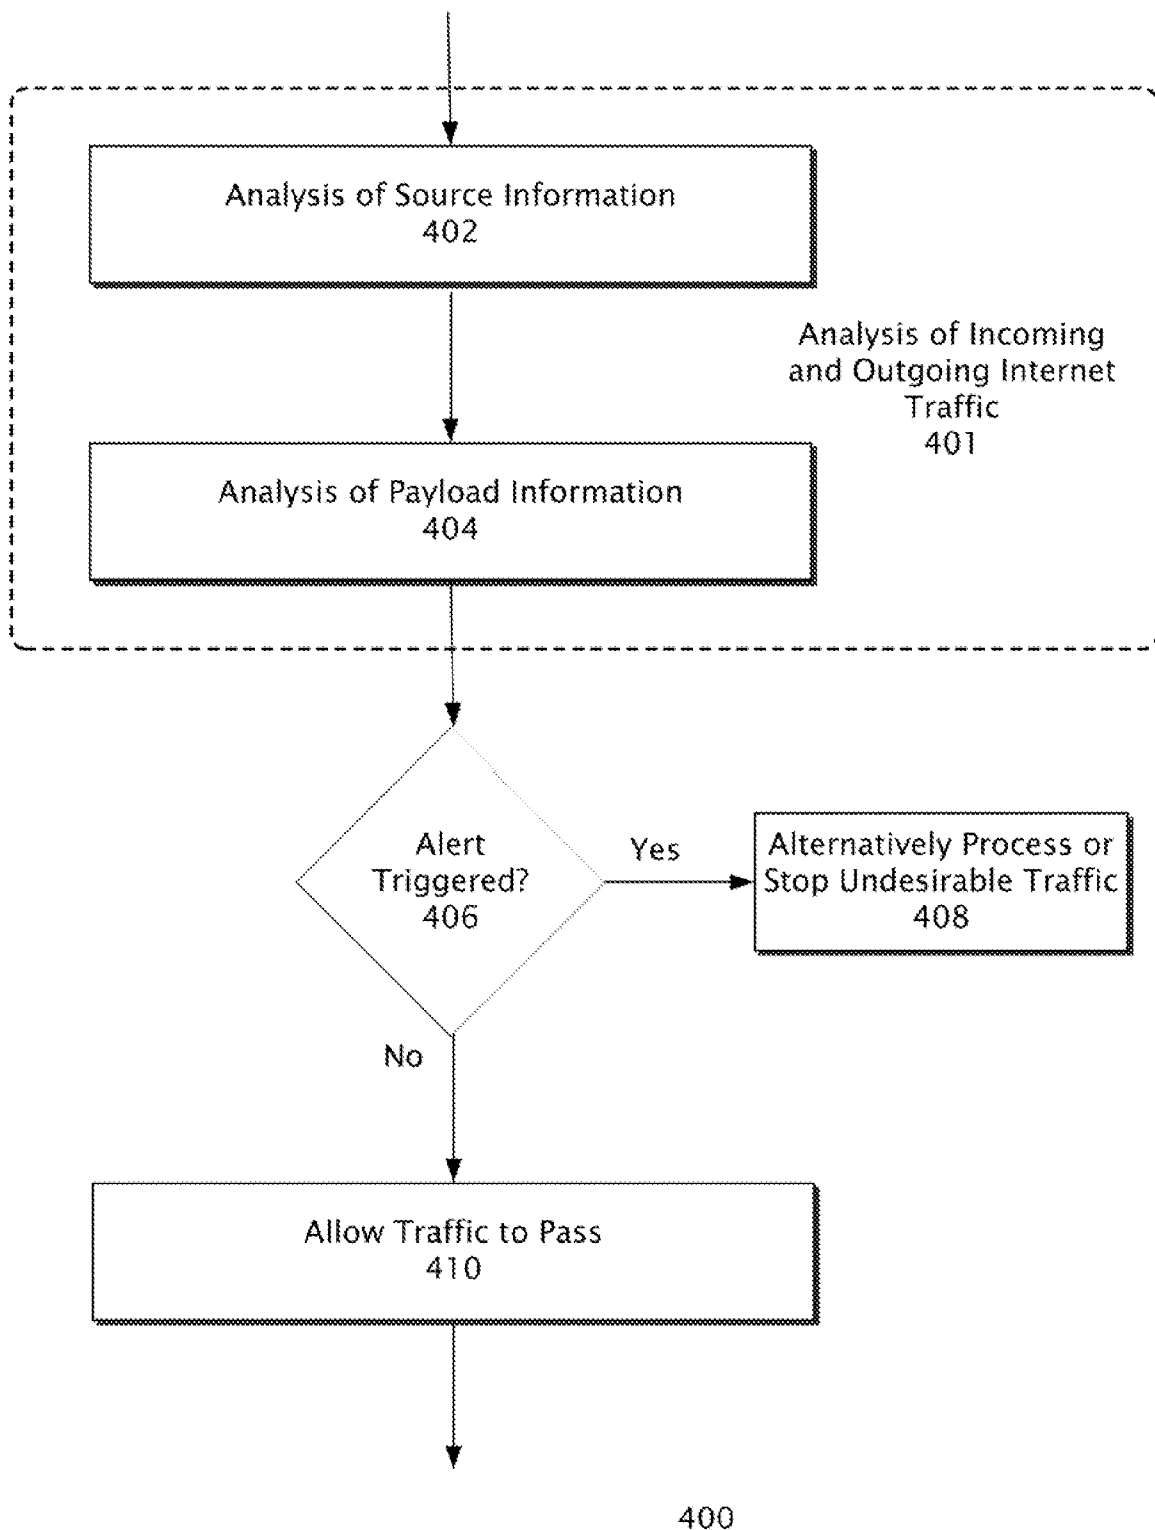 Analysis of Source Information
402
Analysis of Incoming
and Outgoing Internet
Traffic
401
Analysis of Payload Information
404
Alert
Triggered?
406
Yes
Alternatively Process or
Stop Undesirable Traffic
408
No
Allow Traffic to Pass
410
400